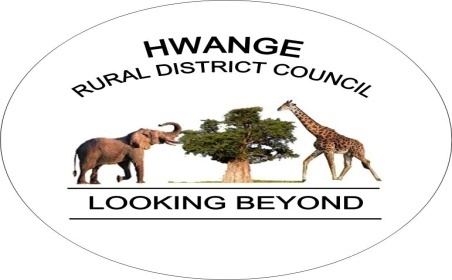 HWANGE
RURAL DISTRICT COUNCIL
LOOKING BEYOND